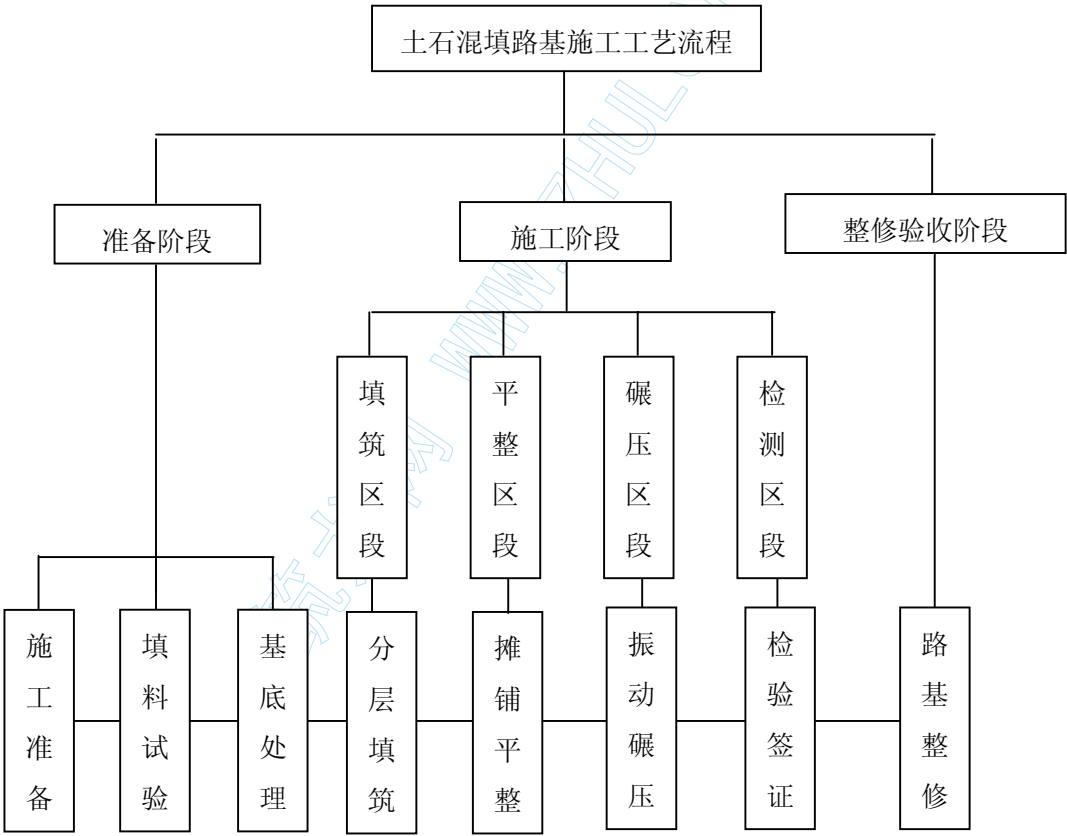 土石混填路基施工工艺流程
准备阶段
施工阶段
整修验收阶段
填筑区段
平整区段
碾压区段
检测区段
施工准备
填料试验
基底处理
分层填筑
摊铺平整
振动碾压
检验签证
路基整修